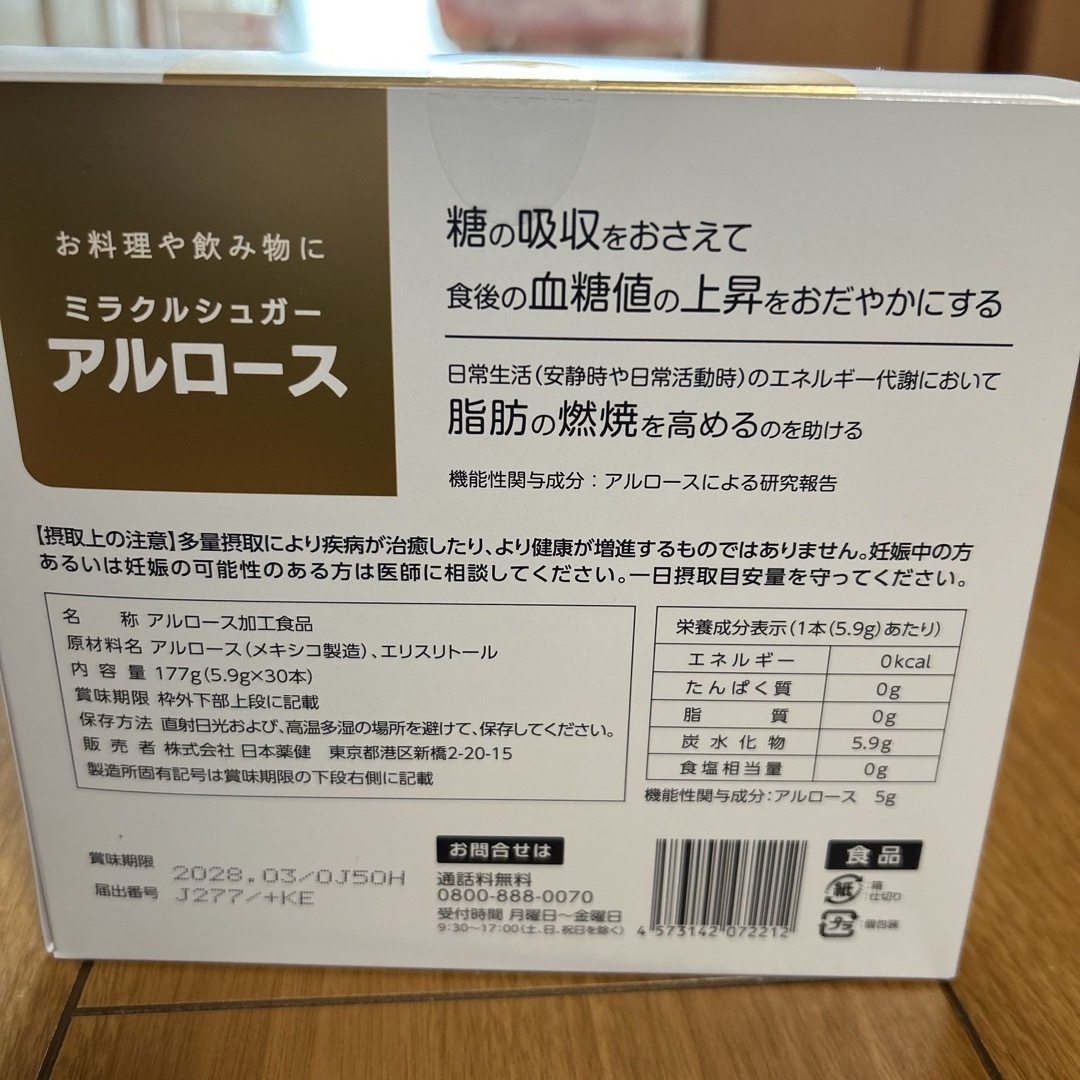 お料理や飲み物に
ミラクルシュガー
アルロース
糖の吸収をおさえて
食後の血糖値の上昇をおだやかにする
日常生活(安静時や日常活動時)のエネルギー代謝において
脂肪の燃焼を高めるのを助ける
機能性関与成分:アルロースによる研究報告
【摂取上の注意】多量摂取により疾病が治癒したり、より健康が増進するものではありません。妊娠中の方
あるいは妊娠の可能性のある方は医師に相談してください。一日摂取目安量を守ってください。
名 称 アルロース加工食品
原材料名 アルロース(メキシコ製造)、エリスリトール
内容量 177g(5.9g×30本)
賞味期限 枠外下部上段に記載
保存方法 直射日光および、高温多湿の場所を避けて、保存してください。
販売者 株式会社 日本薬健 東京都港区新橋2-20-15
製造所固有記号は賞味期限の下段右側に記載
栄養成分表示(1本(5.9g)あたり)
エネルギー 0kcal
たんぱく質 0g
脂質 0g
炭水化物 5.9g
食塩相当量 0g
機能性関与成分:アルロース 5g
賞味期限 2028.03/0J50H
届出番号 J277/+KE
お問合せは
通話料無料
0800-888-0070
受付時間 月曜日~金曜日
9:30~17:00(土、日、祝日を除く)
4 573142 072212
食品
紙 :箱
:仕切り
プラ :個包装